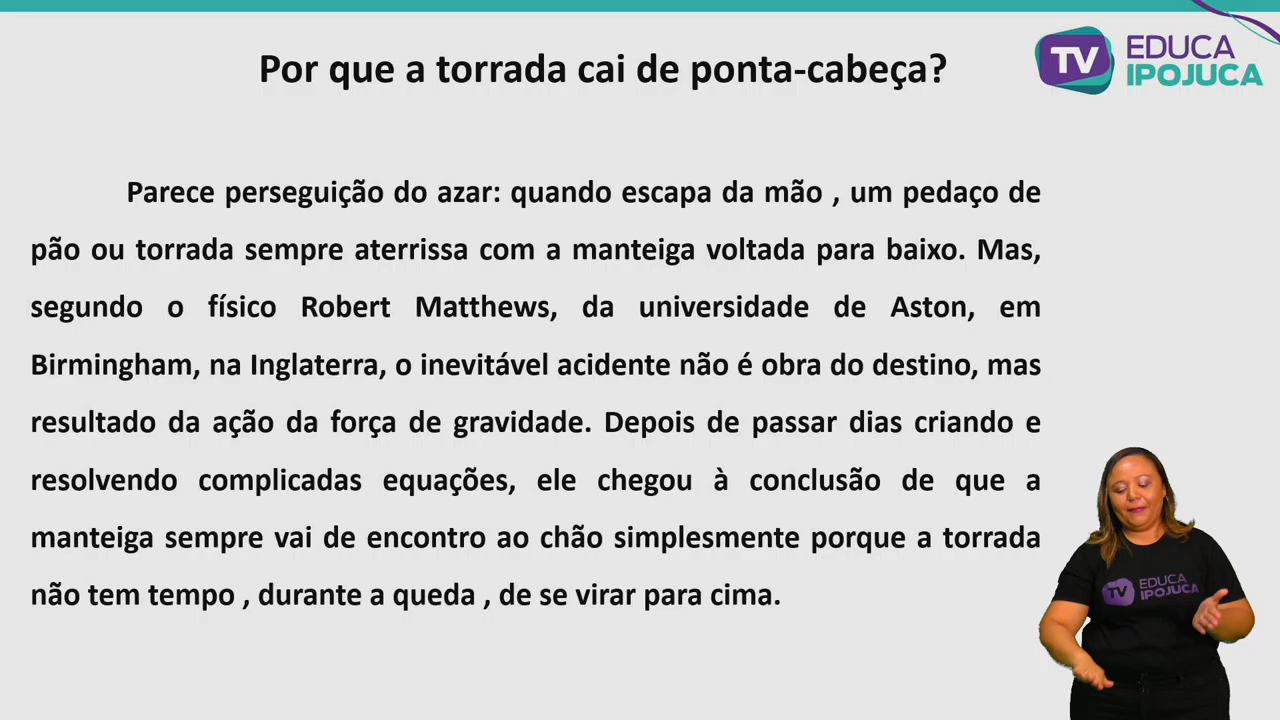 Por que a torrada cai de ponta-cabeça?
TV EDUCA
IPOJUCA
Parece perseguição do azar: quando escapa da mão , um pedaço de
pão ou torrada sempre aterrissa com a manteiga voltada para baixo. Mas,
segundo o físico Robert Matthews, da universidade de Aston, em
Birmingham, na Inglaterra, o inevitável acidente não é obra do destino, mas
resultado da ação da força de gravidade. Depois de passar dias criando e
resolvendo complicadas equações, ele chegou à conclusão de que a
manteiga sempre vai de encontro ao chão simplesmente porque a torrada
não tem tempo , durante a queda , de se virar para cima.
TV EDUCA
IPOJUCA